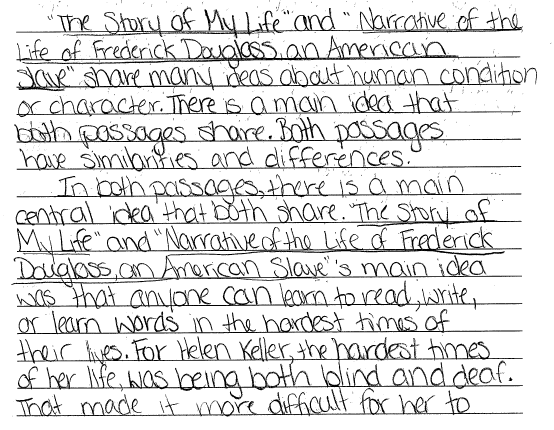 "The Story of My Life" and "Narrative of the
Life of Frederick Douglass, an American
Slave" share many ideas about human condition
or character. There is a main idea that
both passages share. Both passages
have similarities and differences.
In both passages, there is a main
central idea that both share. "The Story of
My Life" and "Narrative of the Life of Frederick
Douglass, an American Slave"'s main idea
was that anyone can learn to read, write,
or learn words in the hardest times of
their lives. For Helen Keller, the hardest times
of her life, was being both blind and deaf.
That made it more difficult for her to